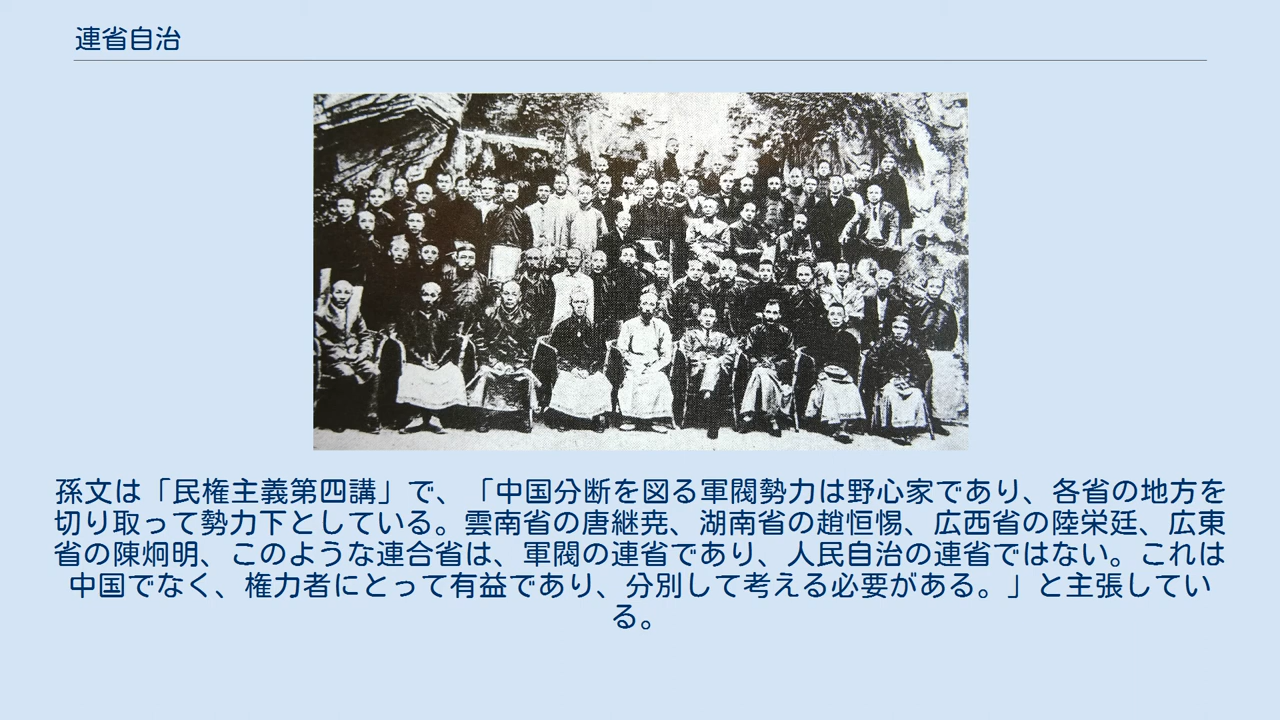 連省自治
孫文は「民権主義第四講」で、「中国分断を図る軍閥勢力は野心家であり、各省の地方を
切り取って勢力下としている。雲南省の唐継尭、湖南省の趙恒惕、広西省の陸栄廷、広東
省の陳炯明、このような連合省は、軍閥の連省であり、人民自治の連省ではない。これは
中国でなく、権力者にとって有益であり、分別して考える必要がある。」と主張してい
る。